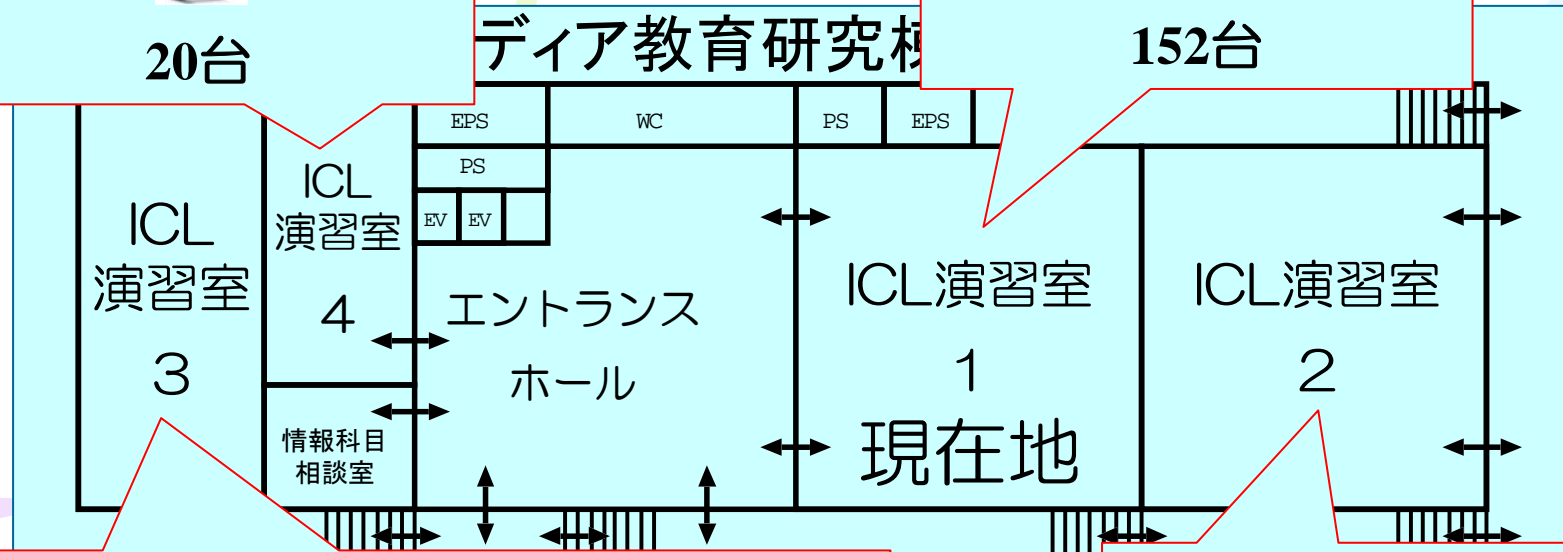 20台
ディア教育研究棟
152台
EPS
WC
PS
EPS
PS
EV
EV
ICL
演習室
3
ICL
演習室
4
情報科目
相談室
エントランス
ホール
ICL演習室
1
現在地
ICL演習室
2